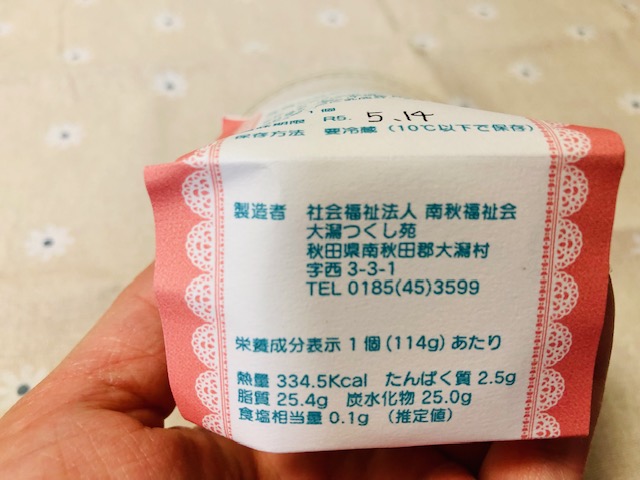 1個
期限 R5. 5.14
保存方法 要冷蔵 (10℃以下で保存)
製造者 社会福祉法人 南秋福祉会
大潟つくし苑
秋田県南秋田郡大潟村
字西3-3-1
TEL 0185(45)3599
栄養成分表示1個(114g)あたり
熱量 334.5Kcal たんぱく質 2.5g
脂質 25.4g 炭水化物 25.0g
食塩相当量 0.1g (推定値)